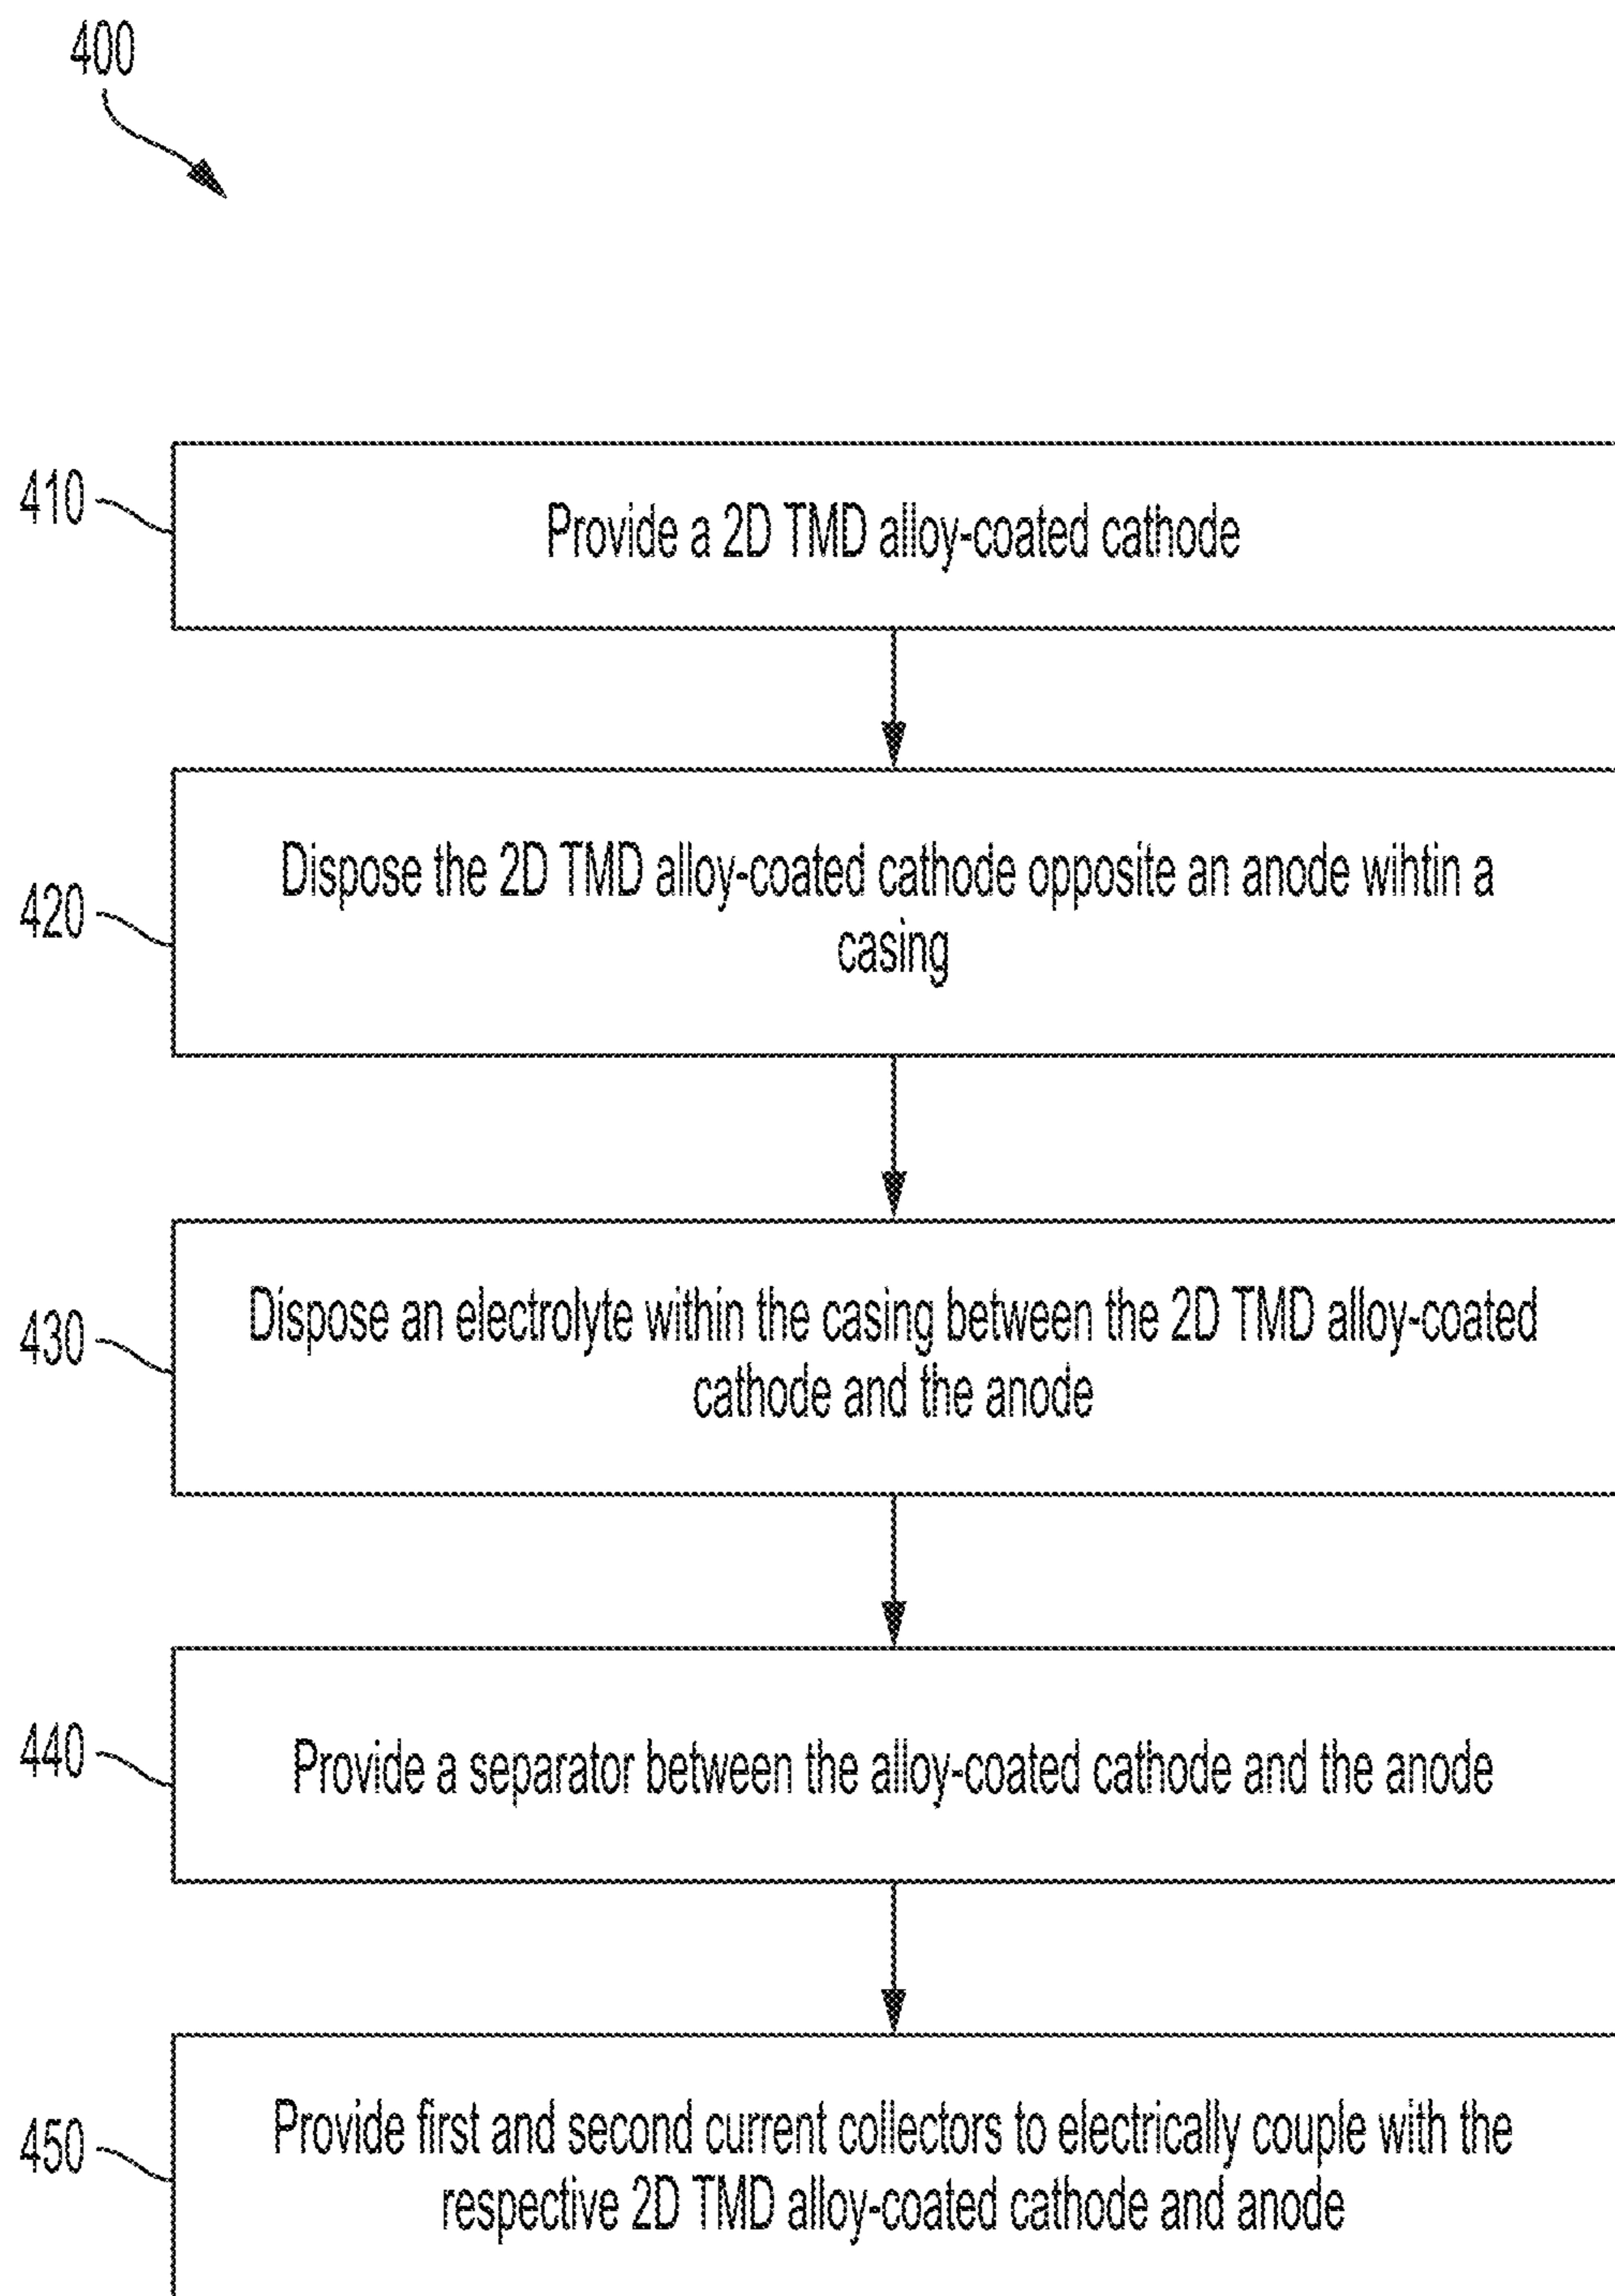 400
410
Provide a 2D TMD alloy-coated cathode
420
Dispose the 2D TMD alloy-coated cathode opposite an anode wihtin a
casing
430
Dispose an electrolyte within the casing between the 2D TMD alloy-coated
cathode and the anode
440
Provide a separator between the alloy-coated cathode and the anode
450
Provide first and second current collectors to electrically couple with the
respective 2D TMD alloy-coated cathode and anode